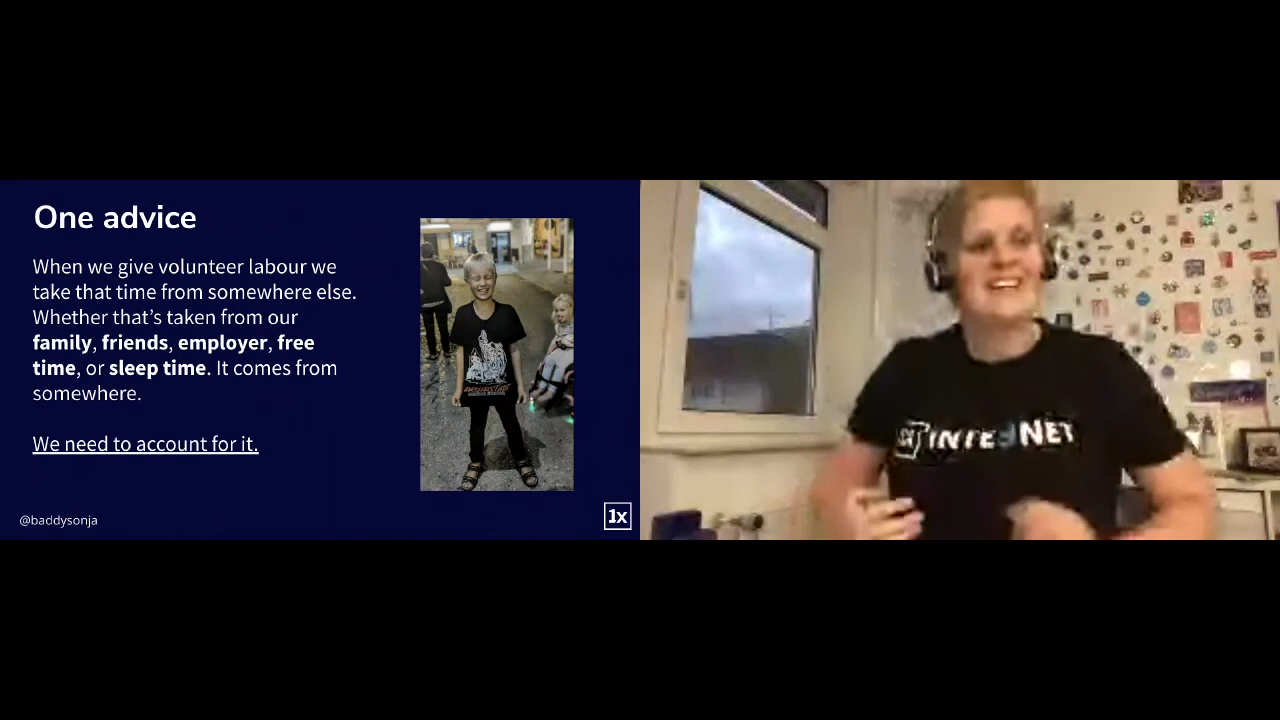 One advice
When we give volunteer labour we
take that time from somewhere else.
Whether that’s taken from our
family, friends, employer, free
time, or sleep time. It comes from
somewhere.
We need to account for it.
@baddysonja
1x
INTERNET